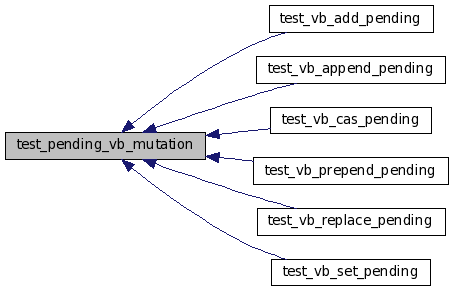 test_vb_add_pending
test_vb_append_pending
test_vb_cas_pending
test_pending_vb_mutation
test_vb_prepend_pending
test_vb_replace_pending
test_vb_set_pending